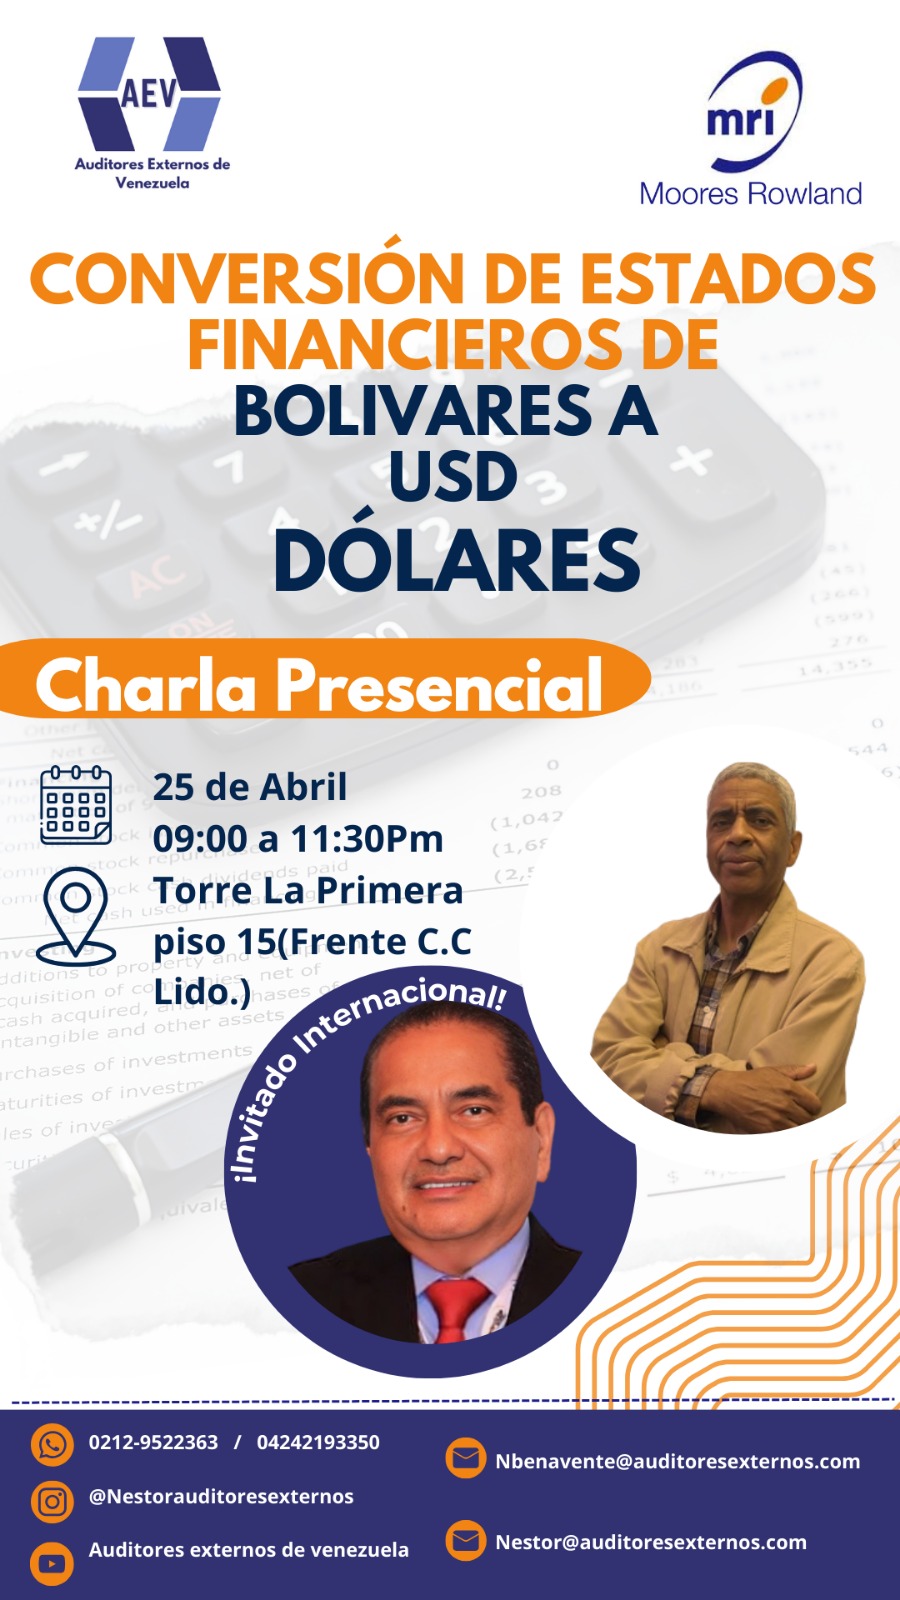 AEV
Auditores Externos de
Venezuela
mri
Moores Rowland
CONVERSIÓN DE ESTADOS
FINANCIEROS DE
BOLIVARES A
USD
DÓLARES
Charla Presencial
25 de Abril
09:00 a 11:30Pm
Torre La Primera
piso 15(Frente C.C
Lido.)
¡Invitado Internacional!
0212-9522363 / 04242193350
@Nestorauditoresexternos
Auditores externos de venezuela
Nbenavente@auditoresexternos.com
Nestor@auditoresexternos.com